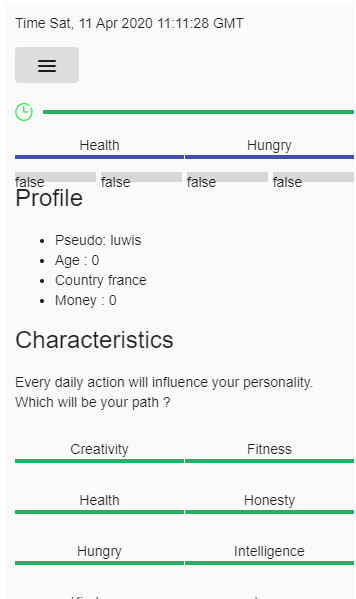 Time Sat, 11 Apr 2020 11:11:28 GMT
Health Hungry
false false false false
Profile
Pseudo: luwis
Age : 0
Country france
Money : 0
Characteristics
Every daily action will influence your personality.
Which will be your path ?
Creativity Fitness
Health Honesty
Hungry Intelligence